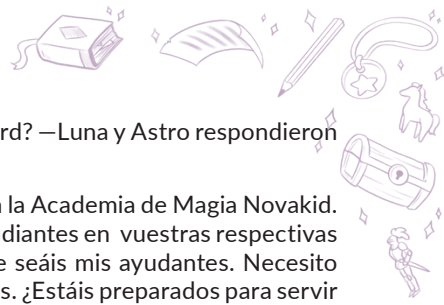 rd? —Luna y Astro respondieron
la Academia de Magia Novakid.
diantes en vuestras respectivas
e seáis mis ayudantes. Necesito
s. ¿Estáis preparados para servir